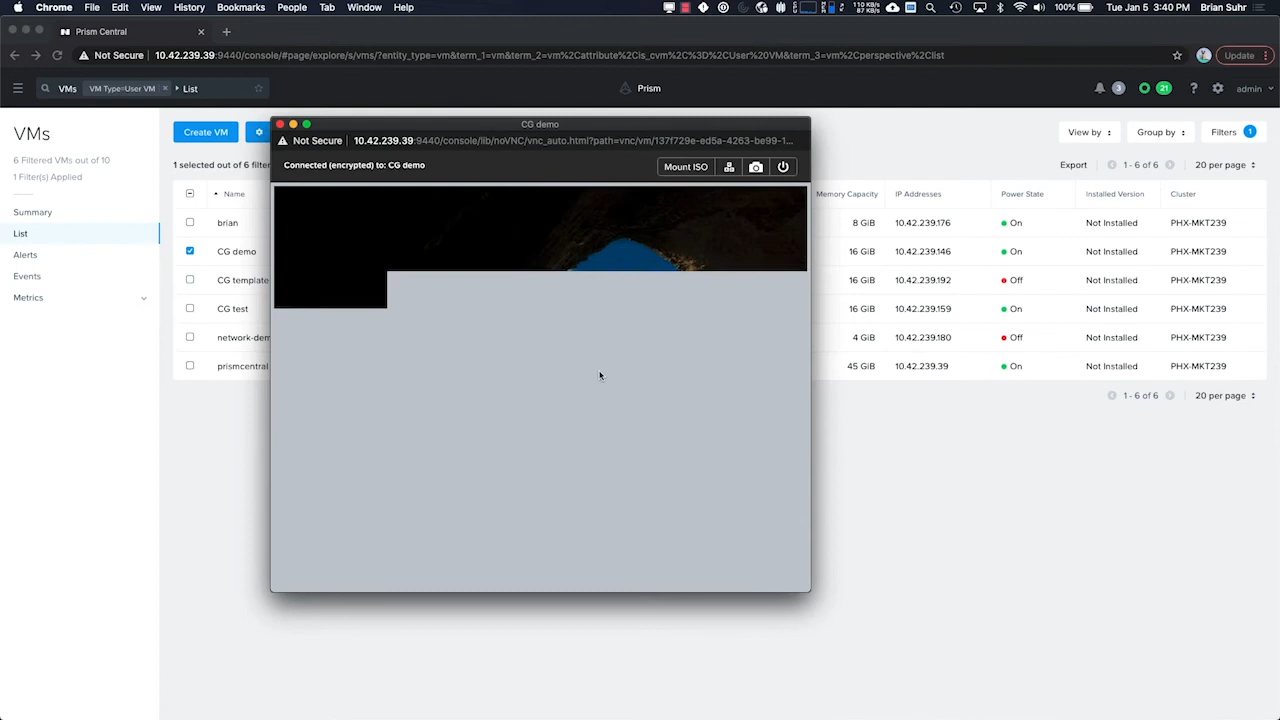 Chrome File Edit View History Bookmarks People Tab Window Help 110 KB 87 KB 100% Tue Jan 5 3:40 PM Brian Suhr
Prism Central
Not Secure 10.42.239.39:9440/console/#page/explore/s/vms/?entity_type=vm&term_1=vm&term_2=vm%2Cattribute%2Cis_cvm%2C%3D%2CUser%20VM&term_3=vm%2Cperspective%2Clist Update
VMs VM Type=User VM List Prism 3 21 ? admin
VMs
6 Filtered VMs out of 10
1 Filter(s) Applied
Summary
List
Alerts
Events
Metrics
Create VM View by Group by Filters 1
1 selected out of 6 filter Export 1 - 6 of 6 20 per page
Name Memory Capacity IP Addresses Power State Installed Version Cluster
brian 8 GiB 10.42.239.176 On Not Installed PHX-MKT239
CG demo 16 GiB 10.42.239.146 On Not Installed PHX-MKT239
CG template 16 GiB 10.42.239.192 Off Not Installed PHX-MKT239
CG test 16 GiB 10.42.239.159 On Not Installed PHX-MKT239
network-dem 4 GiB 10.42.239.180 Off Not Installed PHX-MKT239
prismcentral 45 GiB 10.42.239.39 On Not Installed PHX-MKT239
1 - 6 of 6 20 per page
CG demo
Not Secure 10.42.239.39:9440/console/lib/noVNC/vnc_auto.html?path=vnc/vm/137f729e-ed5a-4263-be99-1...
Connected (encrypted) to: CG demo Mount ISO